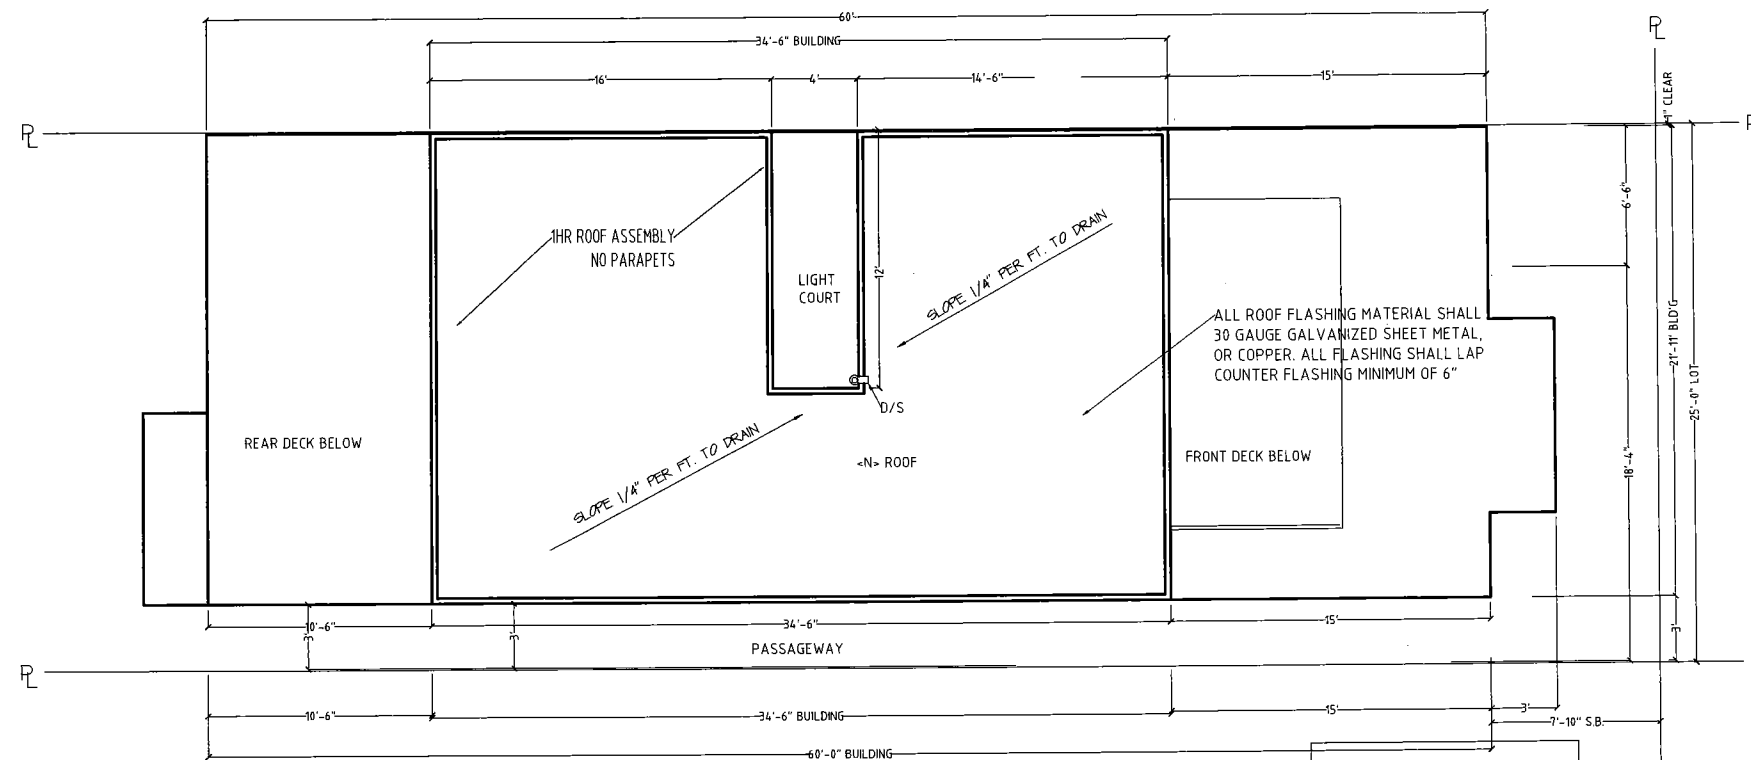 60'
34'-6" BUILDING
16'
4'
14'-6"
15'
PL
1" CLEAR
PL
6'-6"
1HR ROOF ASSEMBLY
NO PARAPETS
LIGHT
COURT
12'
SLOPE 1/4" PER FT. TO DRAIN
ALL ROOF FLASHING MATERIAL SHALL
30 GAUGE GALVANIZED SHEET METAL,
OR COPPER. ALL FLASHING SHALL LAP
COUNTER FLASHING MINIMUM OF 6"
21'-11' BLD'G
25'-0" LOT
D/S
REAR DECK BELOW
SLOPE 1/4" PER FT. TO DRAIN
<N> ROOF
FRONT DECK BELOW
18'-4"
10'-6"
34'-6"
15'
3'
3'
3'
PASSAGEWAY
PL
10'-6"
34'-6" BUILDING
15'
3'
7'-10" S.B.
60'-0" BUILDING